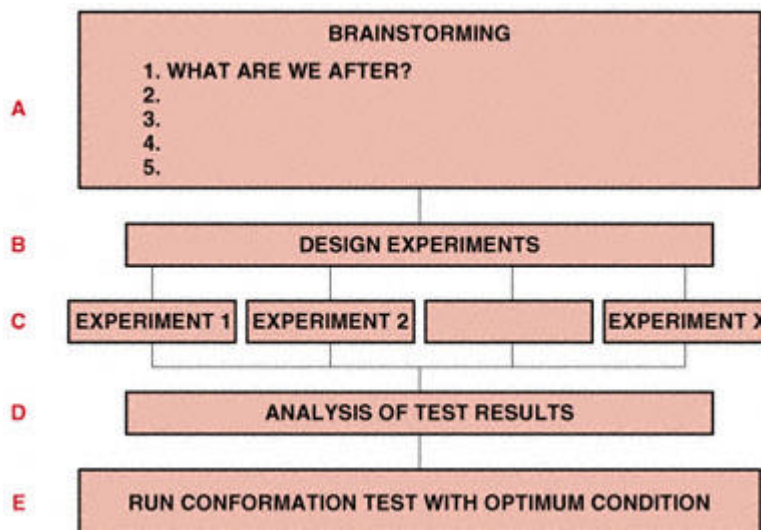 BRAINSTORMING
1. WHAT ARE WE AFTER?
2.
3.
4.
5.
A
B
DESIGN EXPERIMENTS
C
EXPERIMENT 1
EXPERIMENT 2
EXPERIMENT X
D
ANALYSIS OF TEST RESULTS
E
RUN CONFORMATION TEST WITH OPTIMUM CONDITION